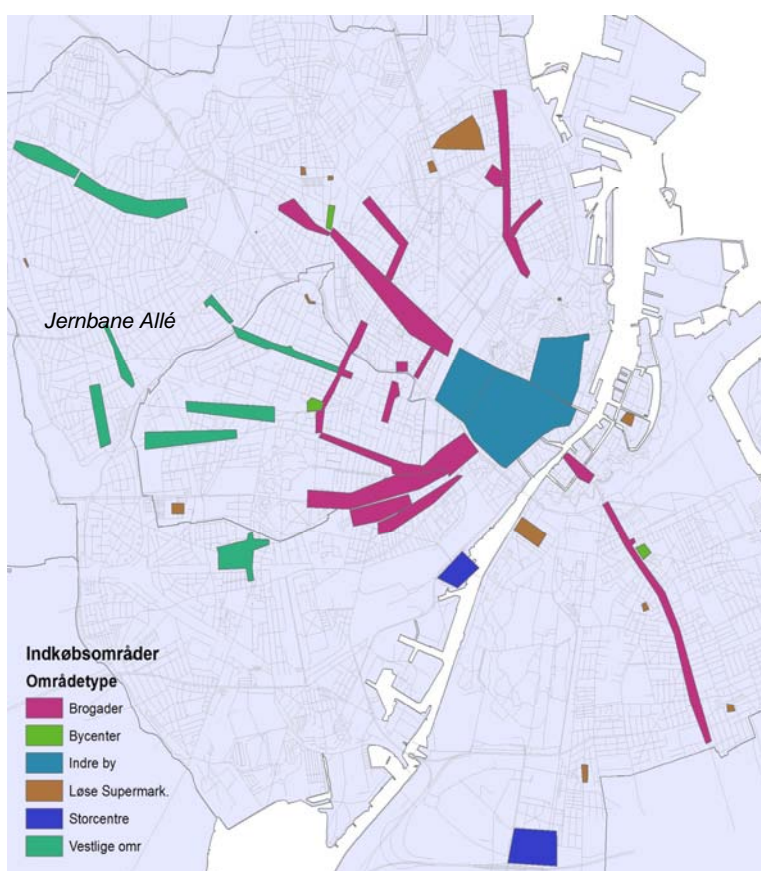 Jernbane Allé
Indkøbsområder
Områdetype
Brogader
Bycenter
Indre by
Løse Supermark.
Storcentre
Vestlige omr